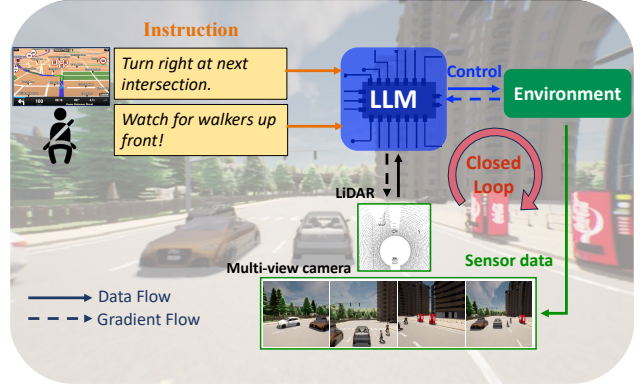 Instruction
Turn right at next
intersection.
Watch for walkers up
front!
LLM
Control
Environment
Closed
Loop
LiDAR
Multi-view camera
Sensor data
Data Flow
Gradient Flow